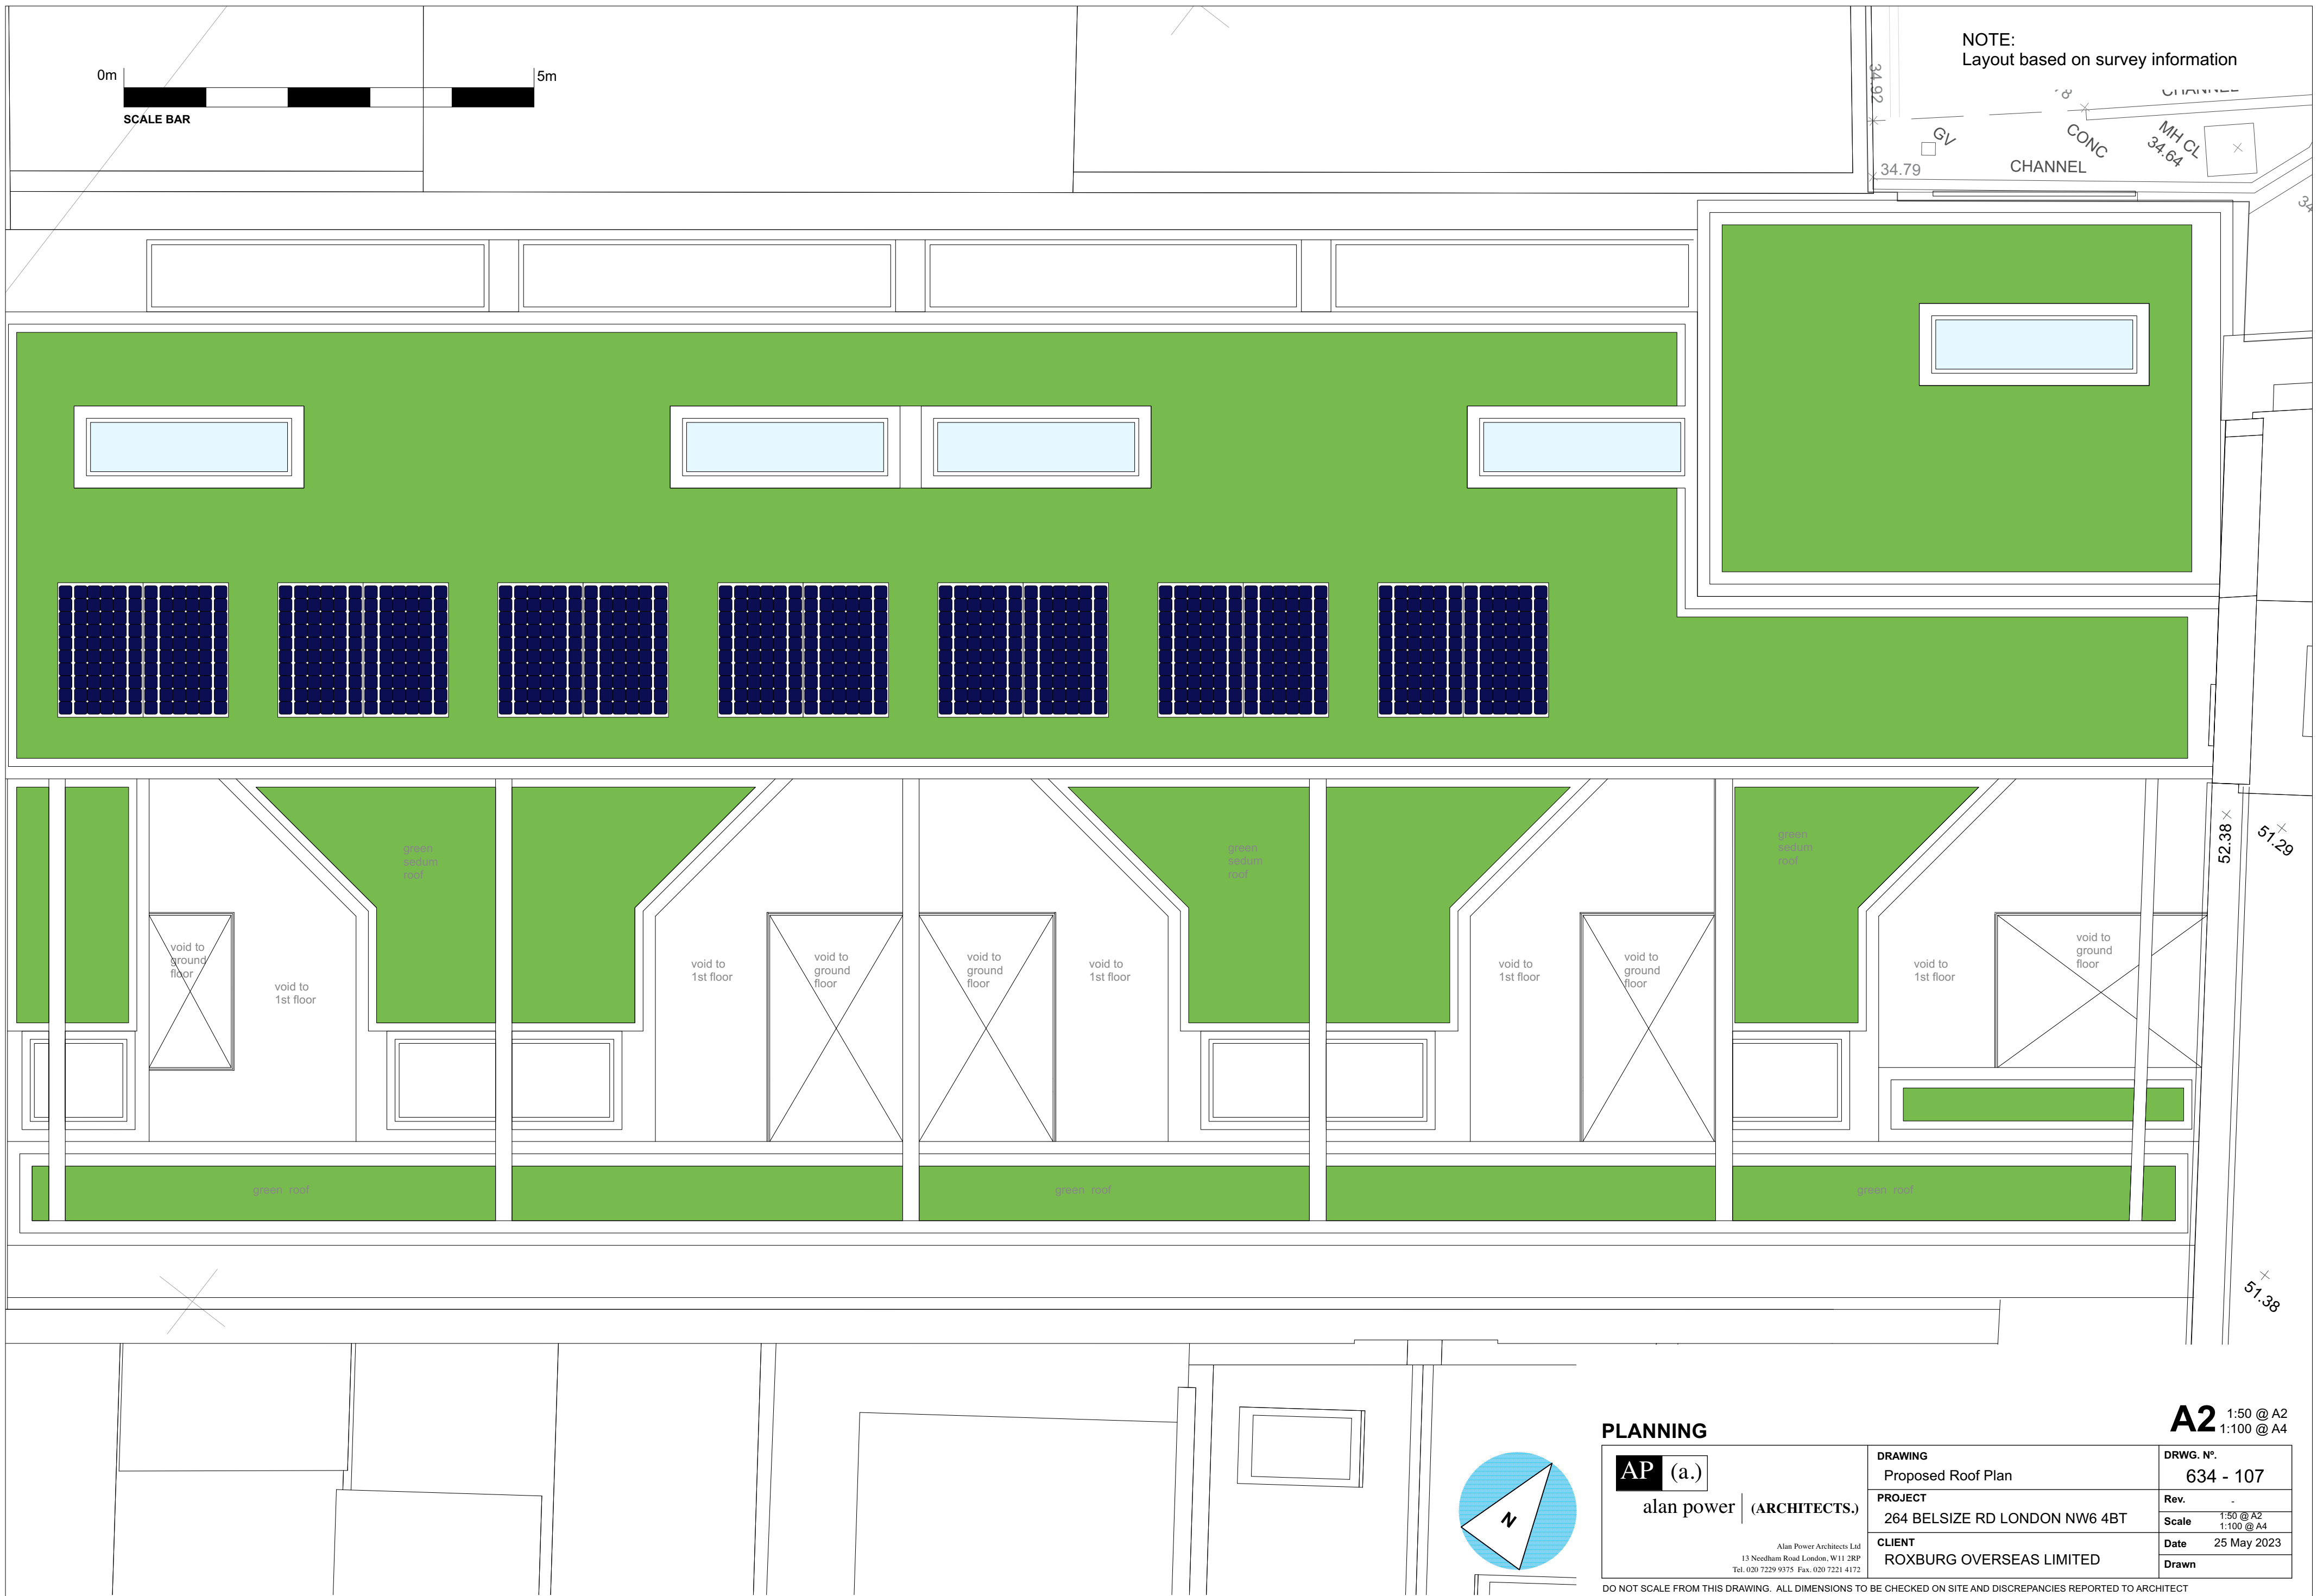 0m
5m
SCALE BAR
NOTE:
Layout based on survey information
34.92
CHANNEL
GV
CONC
MH CL
34.64
34.79
CHANNEL
52.38
51.29
green
sedum
roof
green
sedum
roof
green
sedum
roof
void to
ground
floor
void to
1st floor
void to
1st floor
void to
ground
floor
void to
ground
floor
void to
1st floor
void to
1st floor
void to
ground
floor
void to
1st floor
void to
ground
floor
green roof
green roof
green roof
51.38
N
PLANNING
A2
1:50 @ A2
1:100 @ A4
AP (a.)
alan power (ARCHITECTS.)
Alan Power Architects Ltd
13 Needham Road London, W11 2RP
Tel. 020 7229 9375 Fax. 020 7221 4172
DRAWING
Proposed Roof Plan
PROJECT
264 BELSIZE RD LONDON NW6 4BT
CLIENT
ROXBURG OVERSEAS LIMITED
DRWG. Nº.
634 - 107
Rev. -
Scale 1:50 @ A2
1:100 @ A4
Date 25 May 2023
Drawn
DO NOT SCALE FROM THIS DRAWING. ALL DIMENSIONS TO BE CHECKED ON SITE AND DISCREPANCIES REPORTED TO ARCHITECT